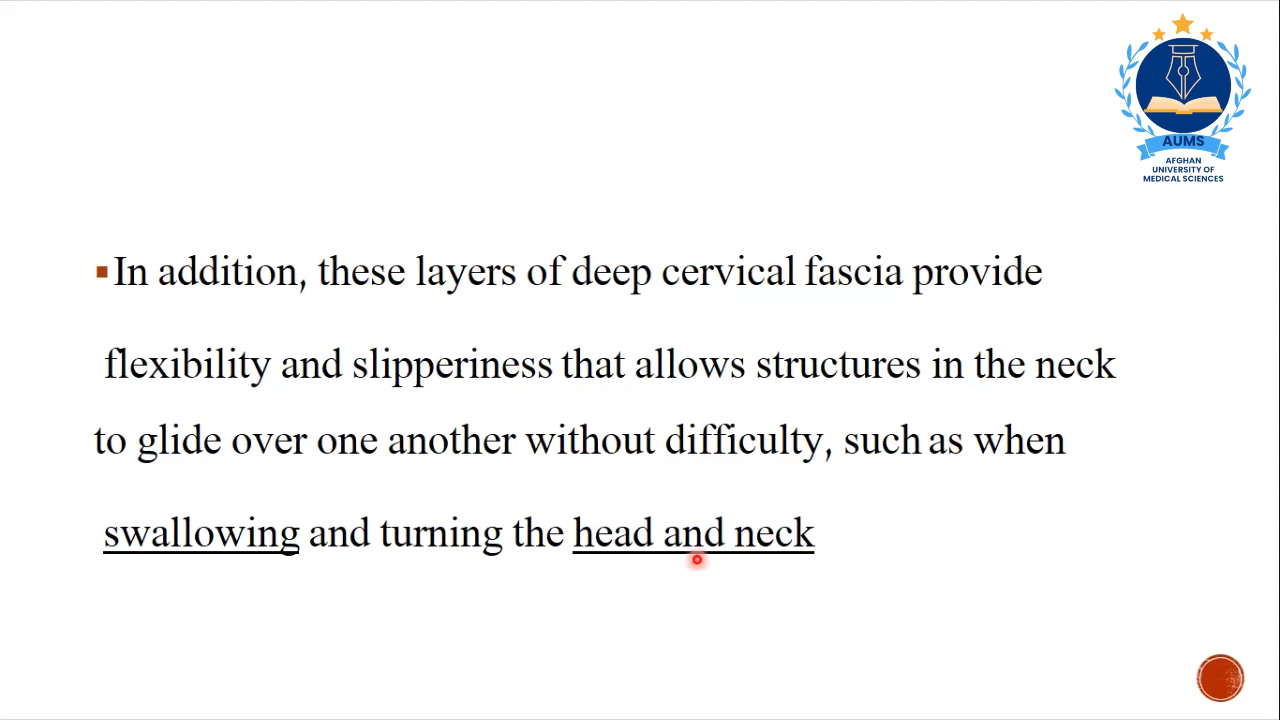 AUMS
AFGHAN
UNIVERSITY OF
MEDICAL SCIENCES
In addition, these layers of deep cervical fascia provide
flexibility and slipperiness that allows structures in the neck
to glide over one another without difficulty, such as when
swallowing and turning the head and neck